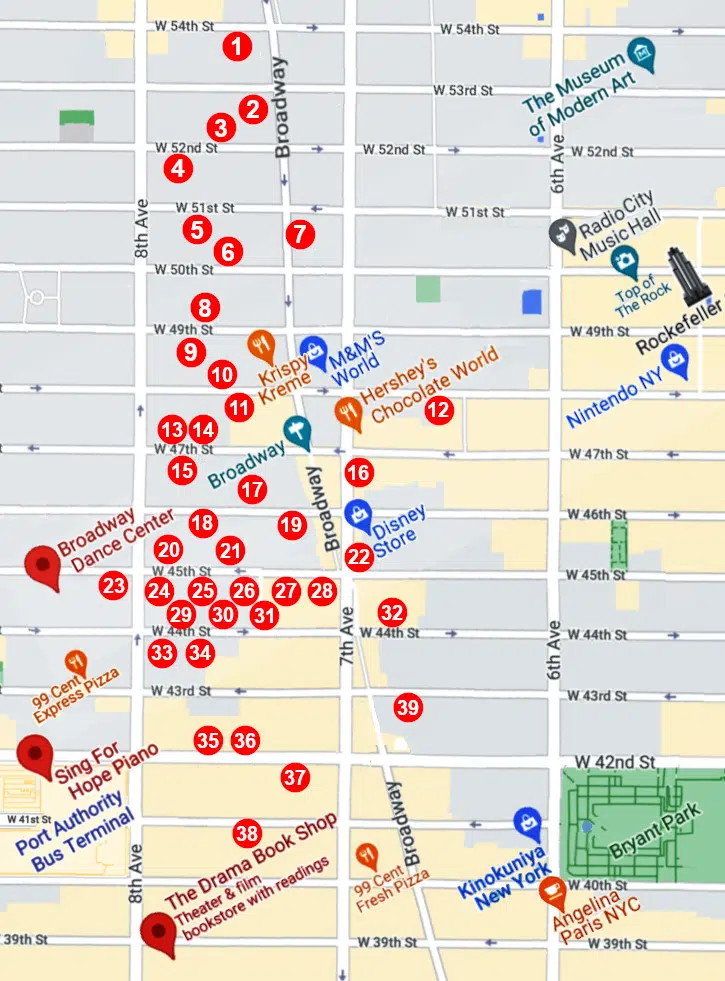 W 54th St
W 54th St
1
Broadway
The Museum
of Modern Art
W 53rd St
2
3
W 52nd St
W 52nd St
W 52nd St
6th Ave
4
8th Ave
W 51st St
W 51st St
5
6
7
Radio City
Music Hall
W 50th St
Top of
The Rock
Rockefeller
8
W 49th St
W 49th St
9
10
Krispy
Kreme
M&M'S
World
Hershey's
Chocolate World
Nintendo NY
11
12
13
14
W 47th St
W 47th St
Broadway
15
16
17
Broadway
18
19
Disney
Store
W 46th St
Broadway
Dance Center
20
21
22
W 45th St
W 45th St
23
24
25
26
27
28
29
30
31
32
W 44th St
W 44th St
W 44th St
7th Ave
6th Ave
33
34
99 Cent
Express Pizza
W 43rd St
W 43rd St
39
35
36
Sing For
Hope Piano
W 42nd St
37
Port Authority
Bus Terminal
W 41st St
38
Broadway
Bryant Park
8th Ave
The Drama Book Shop
Theater & film
bookstore with readings
99 Cent
Fresh Pizza
Kinokuniya
New York
W 40th St
Angelina
Paris NYC
W 39th St
W 39th St
W 39th St